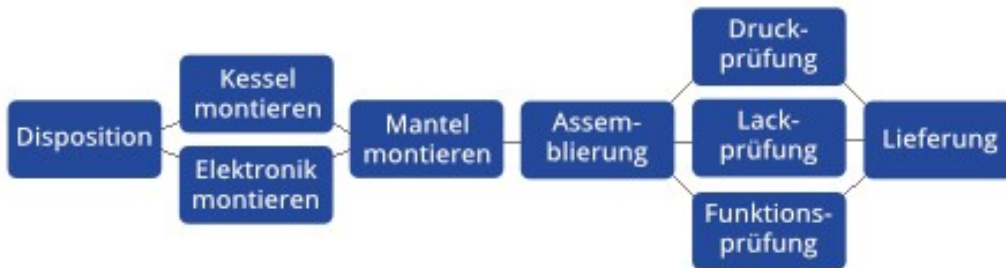 Disposition
Kessel
montieren
Elektronik
montieren
Mantel
montieren
Assem-
blierung
Druck-
prüfung
Lack-
prüfung
Funktions-
prüfung
Lieferung